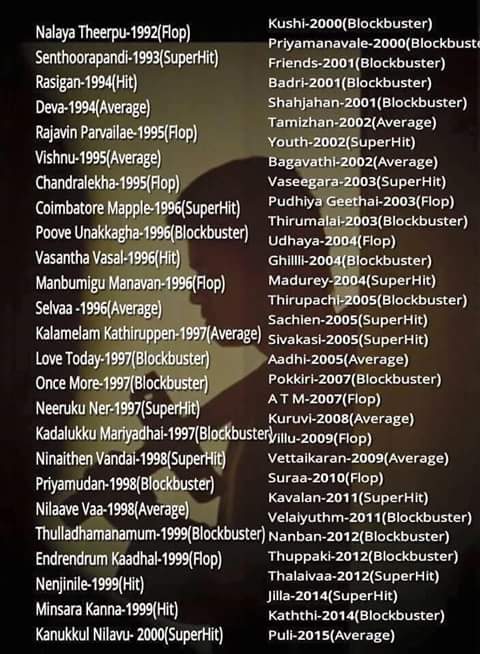 Nalaya Theerpu-1992(Flop)
Senthoorapandi-1993(SuperHit)
Rasigan-1994(Hit)
Deva-1994(Average)
Rajavin Parvailae-1995(Flop)
Vishnu-1995(Average)
Chandralekha-1995(Flop)
Coimbatore Mapple-1996(SuperHit)
Poove Unakkagha-1996(Blockbuster)
Vasantha Vasal-1996(Hit)
Manbumigu Manavan-1996(Flop)
Selvaa -1996(Average)
Kalamelam Kathiruppen-1997(Average)
Love Today-1997(Blockbuster)
Once More-1997(Blockbuster)
Neeruku Ner-1997(SuperHit)
Kadalukku Mariyadhai-1997(Blockbuster)
Ninaithen Vandai-1998(SuperHit)
Priyamudan-1998(Blockbuster)
Nilaave Vaa-1998(Average)
Thulladhamanamum-1999(Blockbuster)
Endrendrum Kaadhal-1999(Flop)
Nenjinile-1999(Hit)
Minsara Kanna-1999(Hit)
Kanukkul Nilavu- 2000(SuperHit)
Kushi-2000(Blockbuster)
Priyamanavale-2000(Blockbuste
Friends-2001(Blockbuster)
Badri-2001(Blockbuster)
Shahjahan-2001(Blockbuster)
Tamizhan-2002(Average)
Youth-2002(SuperHit)
Bagavathi-2002(Average)
Vaseegara-2003(SuperHit)
Pudhiya Geethai-2003(Flop)
Thirumalai-2003(Blockbuster)
Udhaya-2004(Flop)
Ghillli-2004(Blockbuster)
Madurey-2004(SuperHit)
Thirupachi-2005(Blockbuster)
Sachien-2005(SuperHit)
Sivakasi-2005(SuperHit)
Aadhi-2005(Average)
Pokkiri-2007(Blockbuster)
A T M-2007(Flop)
Kuruvi-2008(Average)
Villu-2009(Flop)
Vettaikaran-2009(Average)
Suraa-2010(Flop)
Kavalan-2011(SuperHit)
Velaiyuthm-2011(Blockbuster)
Nanban-2012(Blockbuster)
Thuppaki-2012(Blockbuster)
Thalaivaa-2012(SuperHit)
Jilla-2014(SuperHit)
Kaththi-2014(Blockbuster)
Puli-2015(Average)